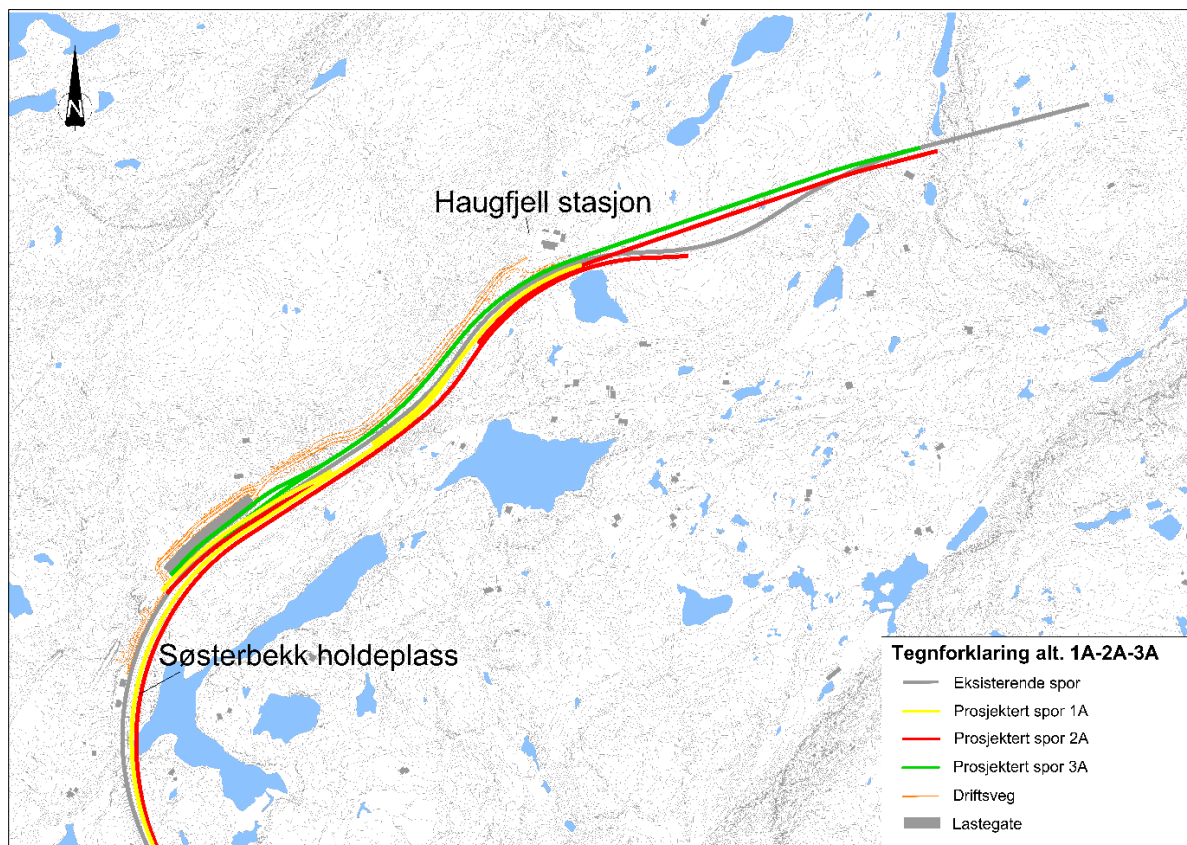 N
Haugfjell stasjon
Søsterbekk holdeplass
Tegnforklaring alt. 1A-2A-3A
Eksisterende spor
Prosjektert spor 1A
Prosjektert spor 2A
Prosjektert spor 3A
Driftsveg
Lastegate